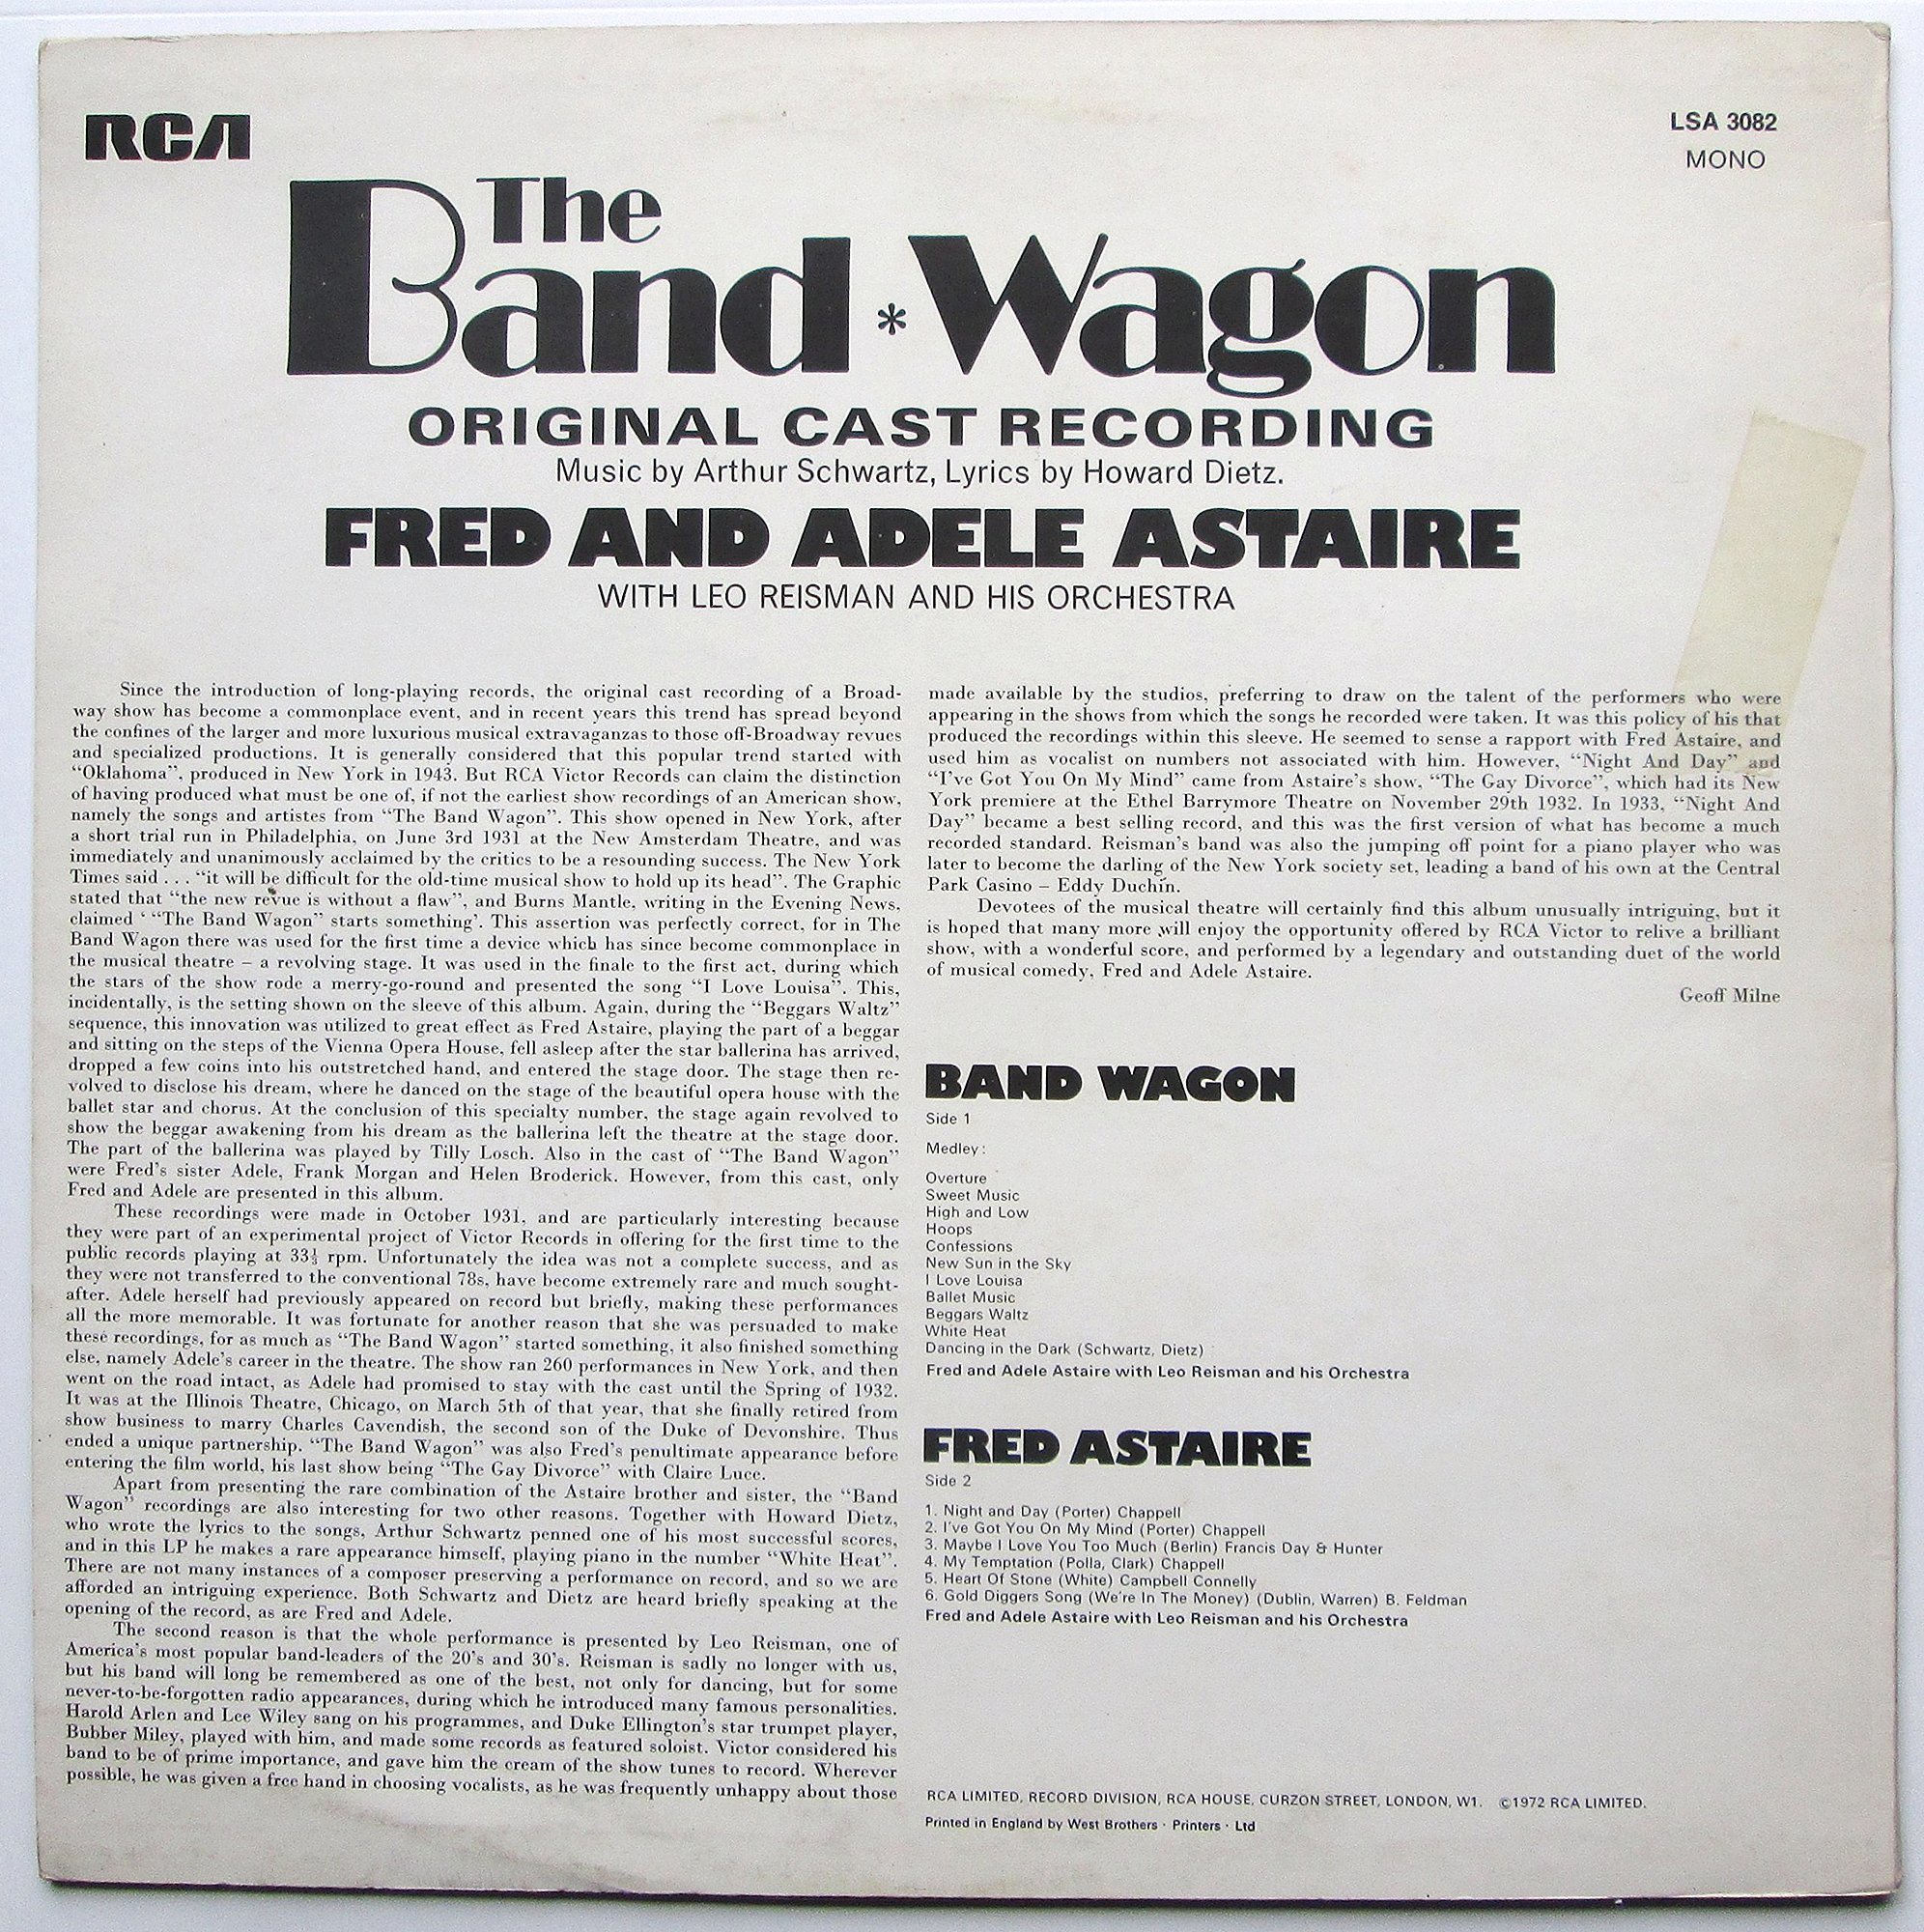 RCA
LSA 3082
MONO
The
Band * Wagon
ORIGINAL CAST RECORDING
Music by Arthur Schwartz, Lyrics by Howard Dietz.
FRED AND ADELE ASTAIRE
WITH LEO REISMAN AND HIS ORCHESTRA
Since the introduction of long-playing records, the original cast recording of a Broad-
way show has become a commonplace event, and in recent years this trend has spread beyond
the confines of the larger and more luxurious musical extravaganzas to those off-Broadway revues
and specialized productions. It is generally considered that this popular trend started with
“Oklahoma”, produced in New York in 1943. But RCA Victor Records can claim the distinction
of having produced what must be one of, if not the earliest show recordings of an American show,
namely the songs and artistes from “The Band Wagon”. This show opened in New York, after
a short trial run in Philadelphia, on June 3rd 1931 at the New Amsterdam Theatre, and was
immediately and unanimously acclaimed by the critics to be a resounding success. The New York
Times said . . . “it will be difficult for the old-time musical show to hold up its head”. The Graphic
stated that “the new revue is without a flaw”, and Burns Mantle, writing in the Evening News,
claimed ‘ “The Band Wagon” starts something’. This assertion was perfectly correct, for in The
Band Wagon there was used for the first time a device which has since become commonplace in
the musical theatre – a revolving stage. It was used in the finale to the first act, during which
the stars of the show rode a merry-go-round and presented the song “I Love Louisa”. This,
incidentally, is the setting shown on the sleeve of this album. Again, during the “Beggars Waltz”
sequence, this innovation was utilized to great effect as Fred Astaire, playing the part of a beggar
and sitting on the steps of the Vienna Opera House, fell asleep after the star ballerina has arrived,
dropped a few coins into his outstretched hand, and entered the stage door. The stage then re-
volved to disclose his dream, where he danced on the stage of the beautiful opera house with the
ballet star and chorus. At the conclusion of this specialty number, the stage again revolved to
show the beggar awakening from his dream as the ballerina left the theatre at the stage door.
The part of the ballerina was played by Tilly Losch. Also in the cast of “The Band Wagon”
were Fred’s sister Adele, Frank Morgan and Helen Broderick. However, from this cast, only
Fred and Adele are presented in this album.
These recordings were made in October 1931, and are particularly interesting because
they were part of an experimental project of Victor Records in offering for the first time to the
public records playing at 33⅓ rpm. Unfortunately the idea was not a complete success, and as
they were not transferred to the conventional 78s, have become extremely rare and much sought-
after. Adele herself had previously appeared on record but briefly, making these performances
all the more memorable. It was fortunate for another reason that she was persuaded to make
these recordings, for as much as “The Band Wagon” started something, it also finished something
else, namely Adele’s career in the theatre. The show ran 260 performances in New York, and then
went on the road intact, as Adele had promised to stay with the cast until the Spring of 1932.
It was at the Illinois Theatre, Chicago, on March 5th of that year, that she finally retired from
show business to marry Charles Cavendish, the second son of the Duke of Devonshire. Thus
ended a unique partnership. “The Band Wagon” was also Fred’s penultimate appearance before
entering the film world, his last show being “The Gay Divorce” with Claire Luce.
Apart from presenting the rare combination of the Astaire brother and sister, the “Band
Wagon” recordings are also interesting for two other reasons. Together with Howard Dietz,
who wrote the lyrics to the songs, Arthur Schwartz penned one of his most successful scores,
and in this LP he makes a rare appearance himself, playing piano in the number “White Heat”.
There are not many instances of a composer preserving a performance on record, and so we are
afforded an intriguing experience. Both Schwartz and Dietz are heard briefly speaking at the
opening of the record, as are Fred and Adele.
The second reason is that the whole performance is presented by Leo Reisman, one of
America’s most popular band-leaders of the 20’s and 30’s. Reisman is sadly no longer with us,
but his band will long be remembered as one of the best, not only for dancing, but for some
never-to-be-forgotten radio appearances, during which he introduced many famous personalities.
Harold Arlen and Lee Wiley sang on his programmes, and Duke Ellington’s star trumpet player,
Bubber Miley, played with him, and made some records as featured soloist. Victor considered his
band to be of prime importance, and gave him the cream of the show tunes to record. Wherever
possible, he was given a free hand in choosing vocalists, as he was frequently unhappy about those
made available by the studios, preferring to draw on the talent of the performers who were
appearing in the shows from which the songs he recorded were taken. It was this policy of his that
produced the recordings within this sleeve. He seemed to sense a rapport with Fred Astaire, and
used him as vocalist on numbers not associated with him. However, “Night And Day” and
“I’ve Got You On My Mind” came from Astaire’s show, “The Gay Divorce”, which had its New
York premiere at the Ethel Barrymore Theatre on November 29th 1932. In 1933, “Night And
Day” became a best selling record, and this was the first version of what has become a much
recorded standard. Reisman’s band was also the jumping off point for a piano player who was
later to become the darling of the New York society set, leading a band of his own at the Central
Park Casino – Eddy Duchin.
Devotees of the musical theatre will certainly find this album unusually intriguing, but it
is hoped that many more will enjoy the opportunity offered by RCA Victor to relive a brilliant
show, with a wonderful score, and performed by a legendary and outstanding duet of the world
of musical comedy, Fred and Adele Astaire.
Geoff Milne
BAND WAGON
Side 1
Medley:
Overture
Sweet Music
High and Low
Hoops
Confessions
New Sun in the Sky
I Love Louisa
Ballet Music
Beggars Waltz
White Heat
Dancing in the Dark (Schwartz, Dietz)
Fred and Adele Astaire with Leo Reisman and his Orchestra
FRED ASTAIRE
Side 2
1. Night and Day (Porter) Chappell
2. I’ve Got You On My Mind (Porter) Chappell
3. Maybe I Love You Too Much (Berlin) Francis Day & Hunter
4. My Temptation (Polla, Clark) Chappell
5. Heart Of Stone (White) Campbell Connelly
6. Gold Diggers Song (We’re In The Money) (Dublin, Warren) B. Feldman
Fred and Adele Astaire with Leo Reisman and his Orchestra
RCA LIMITED, RECORD DIVISION, RCA HOUSE, CURZON STREET, LONDON, W1. ©1972 RCA LIMITED.
Printed in England by West Brothers · Printers · Ltd